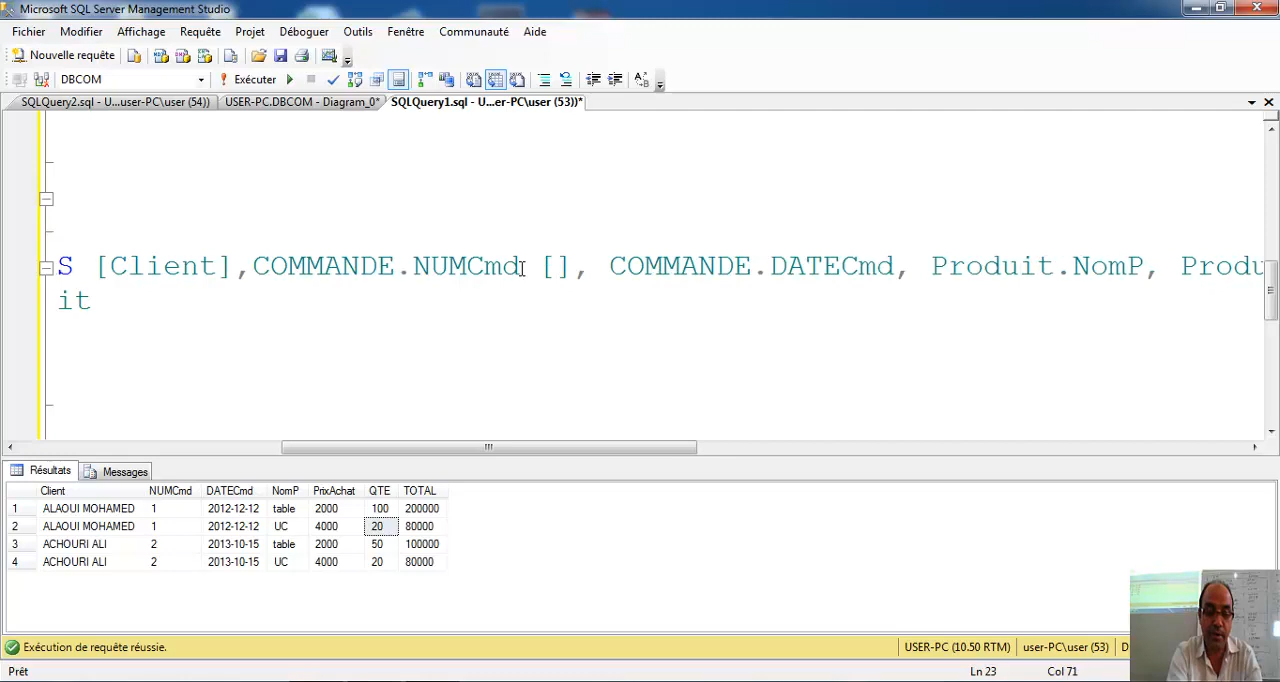 Microsoft SQL Server Management Studio
Fichier Modifier Affichage Requête Projet Déboguer Outils Fenêtre Communauté Aide
Nouvelle requête
DBCOM Exécuter
SQLQuery2.sql - U...user-PC\user (54)) USER-PC.DBCOM - Diagram_0* SQLQuery1.sql - U...er-PC\user (53))*
S [Client],COMMANDE.NUMCmd [], COMMANDE.DATECmd, Produit.NomP, Produ
it
Résultats Messages
Client NUMCmd DATECmd NomP PrixAchat QTE TOTAL
1 ALAOUI MOHAMED 1 2012-12-12 table 2000 100 200000
2 ALAOUI MOHAMED 1 2012-12-12 UC 4000 20 80000
3 ACHOURI ALI 2 2013-10-15 table 2000 50 100000
4 ACHOURI ALI 2 2013-10-15 UC 4000 20 80000
Exécution de requête réussie. USER-PC (10.50 RTM) user-PC\user (53) D
Prêt Ln 23 Col 71